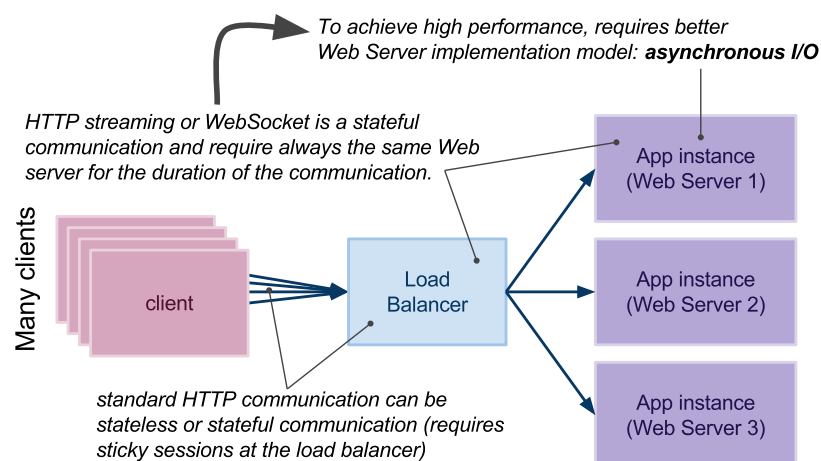 To achieve high performance, requires better
Web Server implementation model: asynchronous I/O
HTTP streaming or WebSocket is a stateful
communication and require always the same Web
server for the duration of the communication.
App instance
(Web Server 1)
Many clients
client
Load
Balancer
App instance
(Web Server 2)
App instance
(Web Server 3)
standard HTTP communication can be
stateless or stateful communication (requires
sticky sessions at the load balancer)